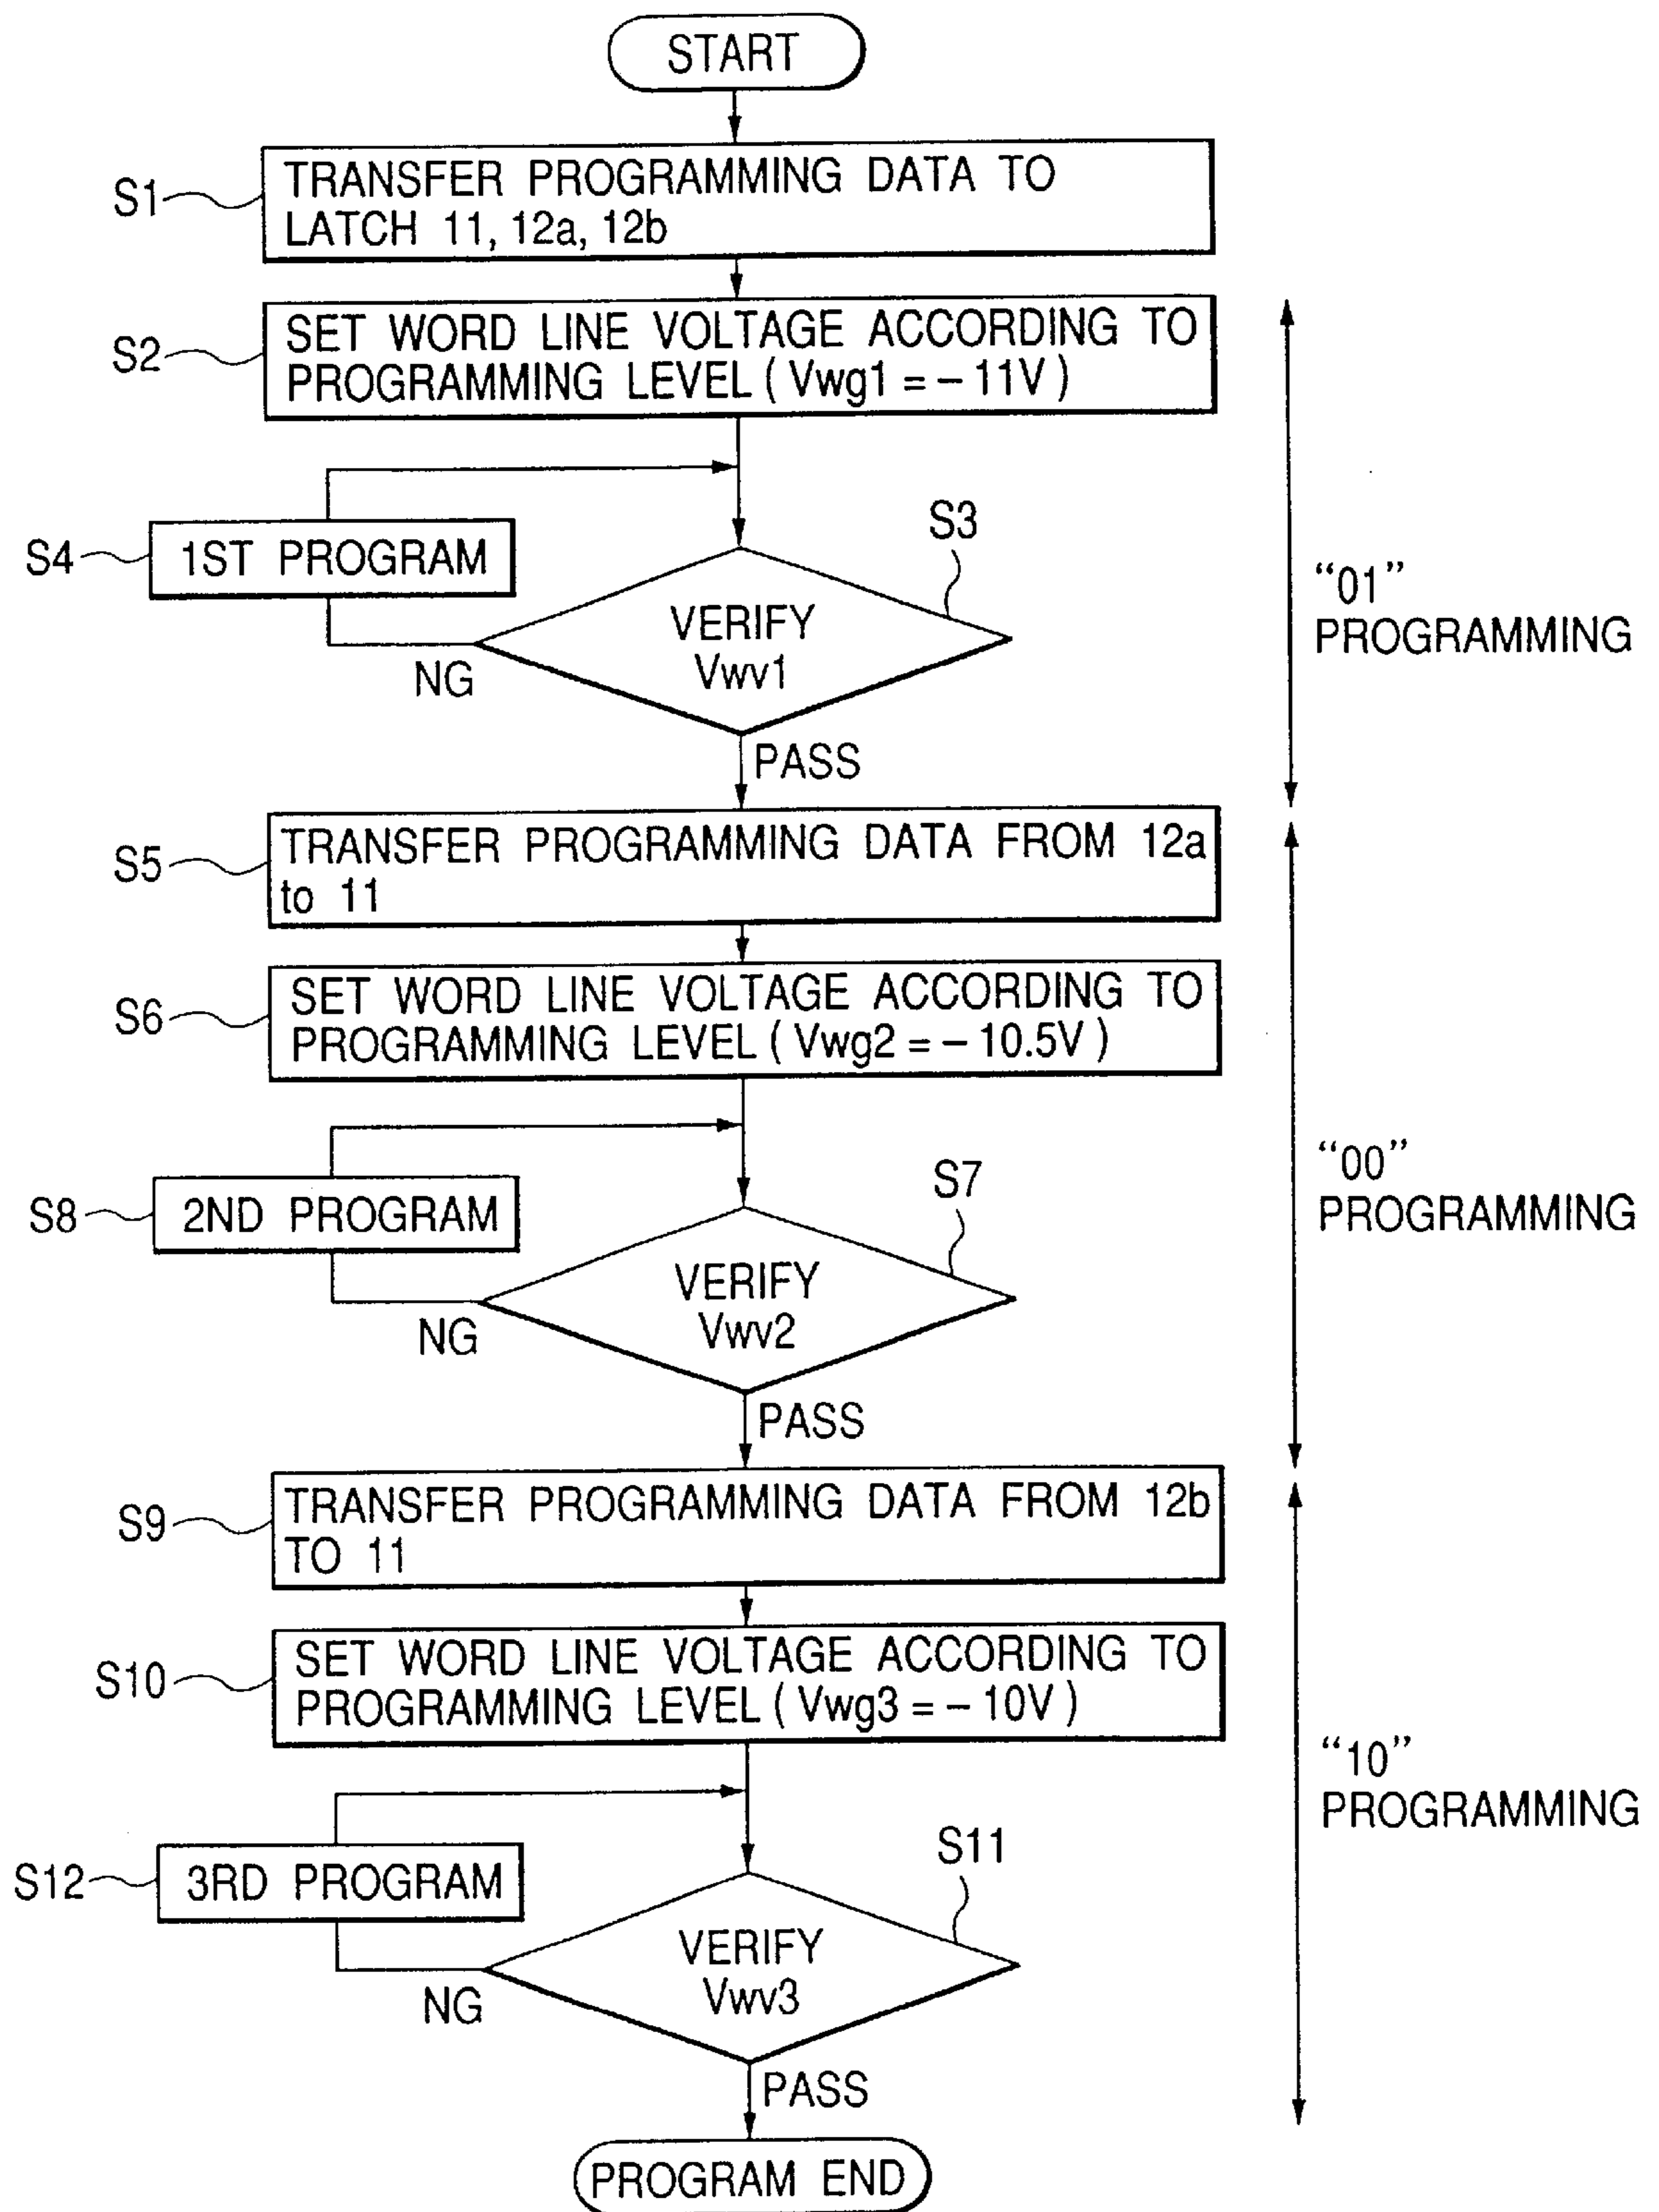 START
S1
TRANSFER PROGRAMMING DATA TO
LATCH 11, 12a, 12b
S2
SET WORD LINE VOLTAGE ACCORDING TO
PROGRAMMING LEVEL ( Vwg1 = – 11V )
S4
1ST PROGRAM
S3
VERIFY
Vwv1
NG
PASS
“01”
PROGRAMMING
S5
TRANSFER PROGRAMMING DATA FROM 12a
to 11
S6
SET WORD LINE VOLTAGE ACCORDING TO
PROGRAMMING LEVEL ( Vwg2 = – 10.5V )
S8
2ND PROGRAM
S7
VERIFY
Vwv2
NG
PASS
“00”
PROGRAMMING
S9
TRANSFER PROGRAMMING DATA FROM 12b
TO 11
S10
SET WORD LINE VOLTAGE ACCORDING TO
PROGRAMMING LEVEL ( Vwg3 = – 10V )
S12
3RD PROGRAM
S11
VERIFY
Vwv3
NG
PASS
“10”
PROGRAMMING
PROGRAM END